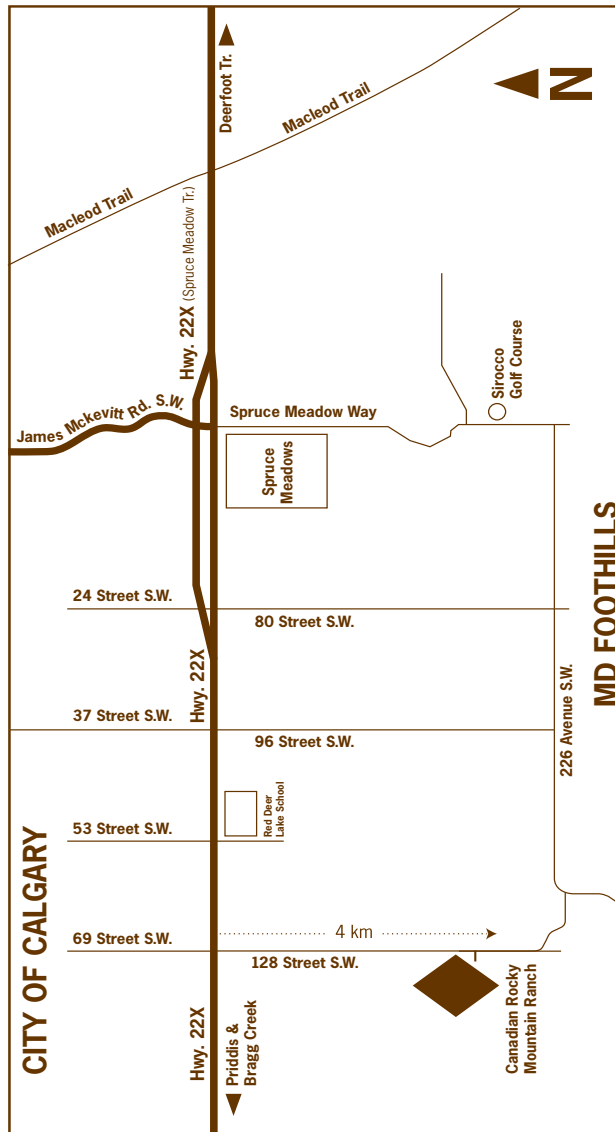 Deerfoot Tr.
N
Macleod Trail
Macleod Trail
Hwy. 22X (Spruce Meadow Tr.)
James Mckevitt Rd. S.W.
Spruce Meadow Way
Sirocco
Golf Course
Spruce
Meadows
24 Street S.W.
80 Street S.W.
Hwy. 22X
MD FOOTHILLS
37 Street S.W.
96 Street S.W.
226 Avenue S.W.
Red Deer
Lake School
53 Street S.W.
CITY OF CALGARY
69 Street S.W.
4 km
128 Street S.W.
Hwy. 22X
Priddis &
Bragg Creek
Canadian Rocky
Mountain Ranch